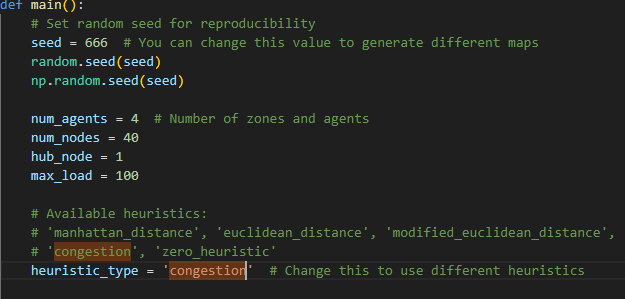 def main():
    # Set random seed for reproducibility
    seed = 666  # You can change this value to generate different maps
    random.seed(seed)
    np.random.seed(seed)

    num_agents = 4  # Number of zones and agents
    num_nodes = 40
    hub_node = 1
    max_load = 100

    # Available heuristics:
    # 'manhattan_distance', 'euclidean_distance', 'modified_euclidean_distance',
    # 'congestion', 'zero_heuristic'
    heuristic_type = 'congestion'  # Change this to use different heuristics